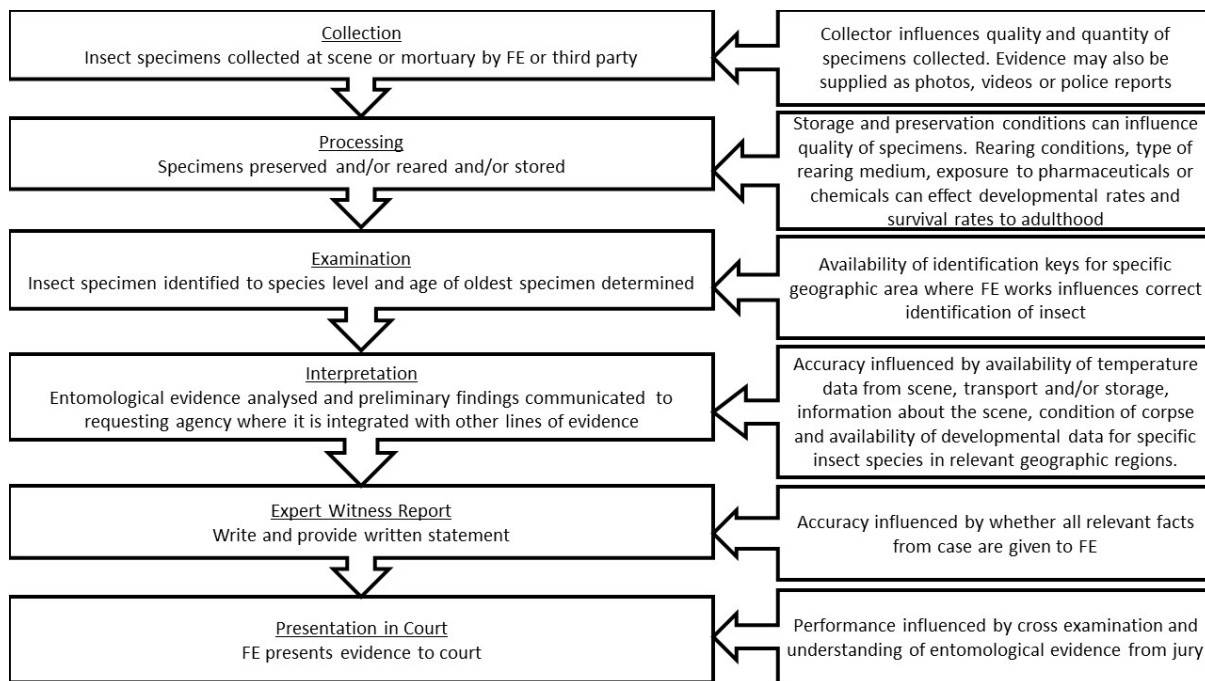 Collection
Insect specimens collected at scene or mortuary by FE or third party
Collector influences quality and quantity of
specimens collected. Evidence may also be
supplied as photos, videos or police reports
Processing
Specimens preserved and/or reared and/or stored
Storage and preservation conditions can influence
quality of specimens. Rearing conditions, type of
rearing medium, exposure to pharmaceuticals or
chemicals can effect developmental rates and
survival rates to adulthood
Examination
Insect specimen identified to species level and age of oldest specimen determined
Availability of identification keys for specific
geographic area where FE works influences correct
identification of insect
Interpretation
Entomological evidence analysed and preliminary findings communicated to
requesting agency where it is integrated with other lines of evidence
Accuracy influenced by availability of temperature
data from scene, transport and/or storage,
information about the scene, condition of corpse
and availability of developmental data for specific
insect species in relevant geographic regions.
Expert Witness Report
Write and provide written statement
Accuracy influenced by whether all relevant facts
from case are given to FE
Presentation in Court
FE presents evidence to court
Performance influenced by cross examination and
understanding of entomological evidence from jury